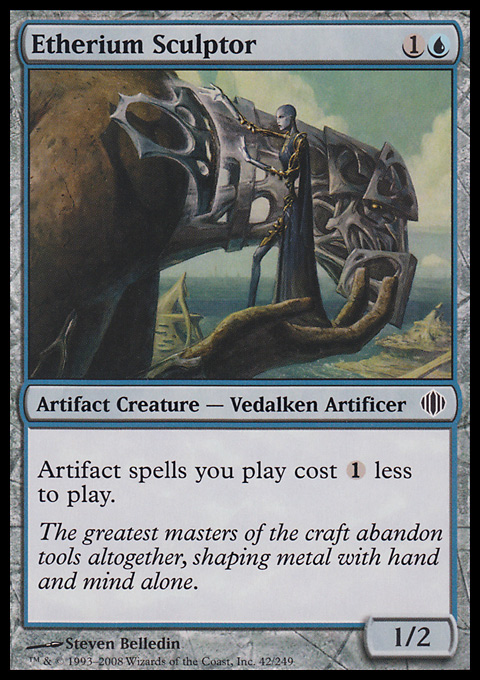 Etherium Sculptor 1
Artifact Creature — Vedalken Artificer
Artifact spells you play cost 1 less
to play.
The greatest masters of the craft abandon
tools altogether, shaping metal with hand
and mind alone.
Steven Belledin
1/2
™ & © 1993–2008 Wizards of the Coast, Inc. 42/249